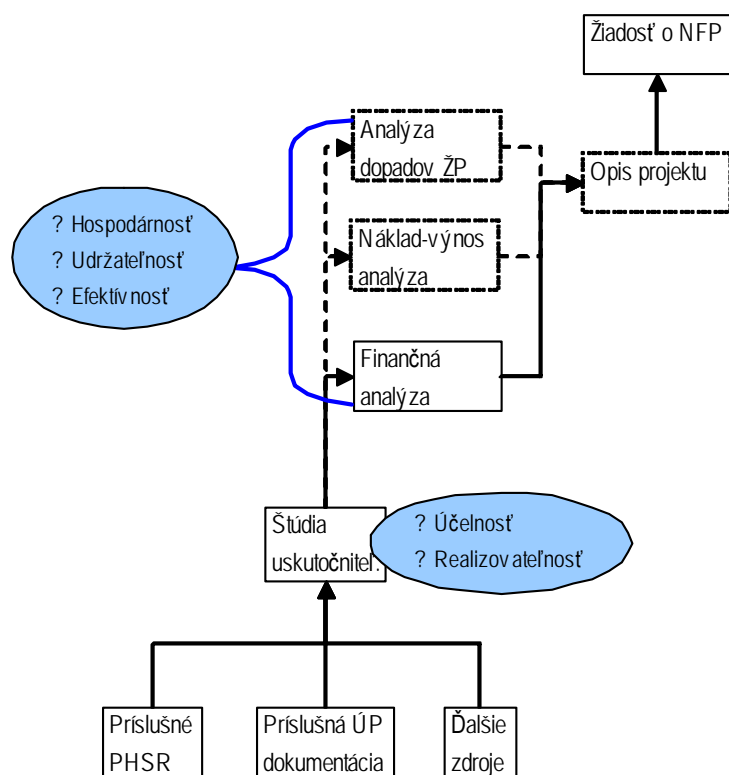 Žiadosť o NFP
Analýza
dopadov ŽP
Opis projektu
? Hospodárnosť
? Udržateľnosť
? Efektívnosť
Náklad-výnos
analýza
Finančná
analýza
Štúdia
uskutočniteľ.
? Účelnosť
? Realizovateľnosť
Príslušné
PHSR
Príslušná ÚP
dokumentácia
Ďalšie
zdroje